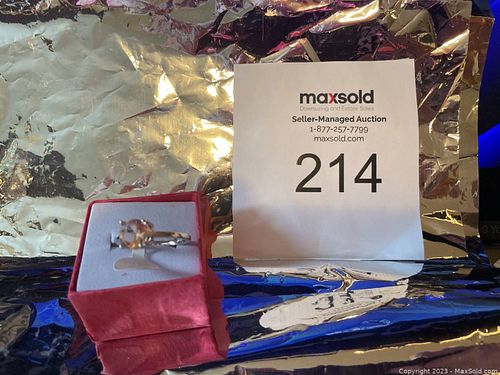 maxsold
Downsizing and Estate Sales
Seller-Managed Auction
1-877-257-7799
maxsold.com
214
Copyright 2023 - MaxSold.com